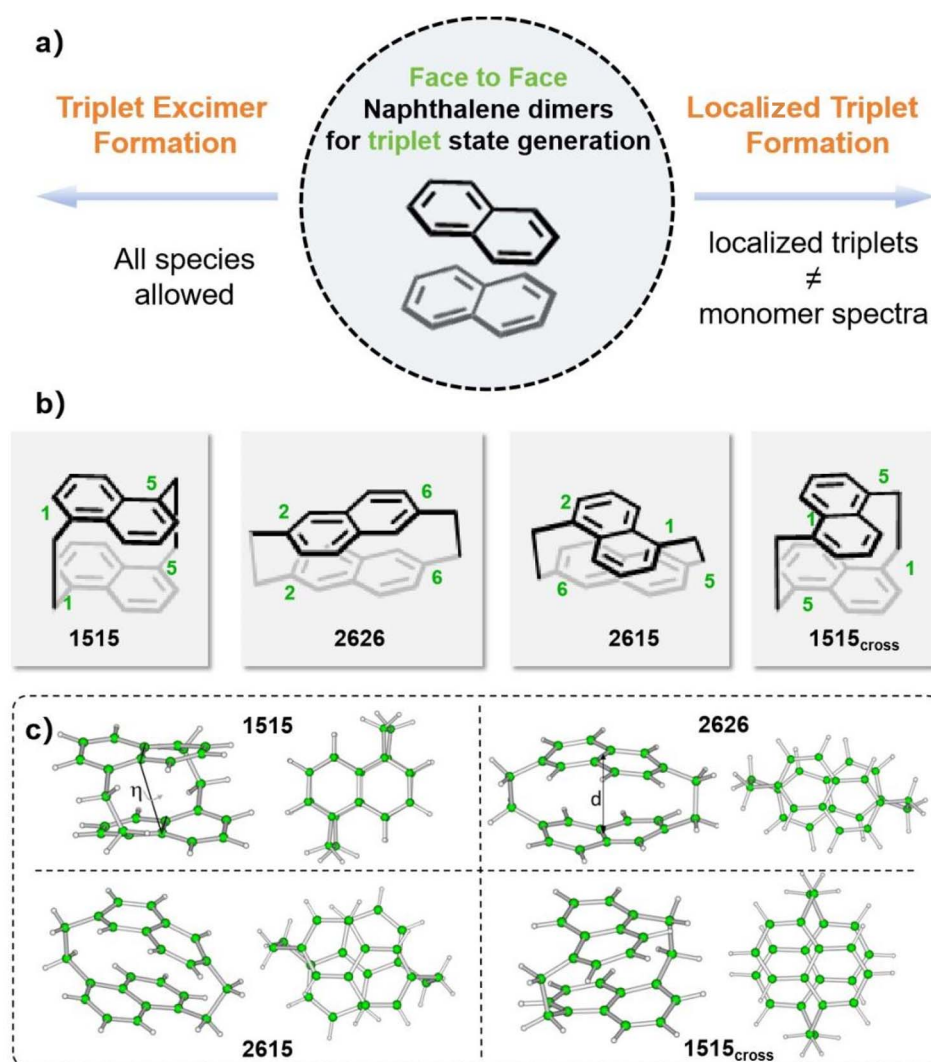 a)
Face to Face
Naphthalene dimers
for triplet state generation
Triplet Excimer
Formation
All species
allowed
Localized Triplet
Formation
localized triplets
≠
monomer spectra
b)
5
1
5
1
1515
6
2
2
6
2626
2
1
6
5
2615
5
1
1
5
1515cross
c)
1515
η
2626
d
2615
1515cross